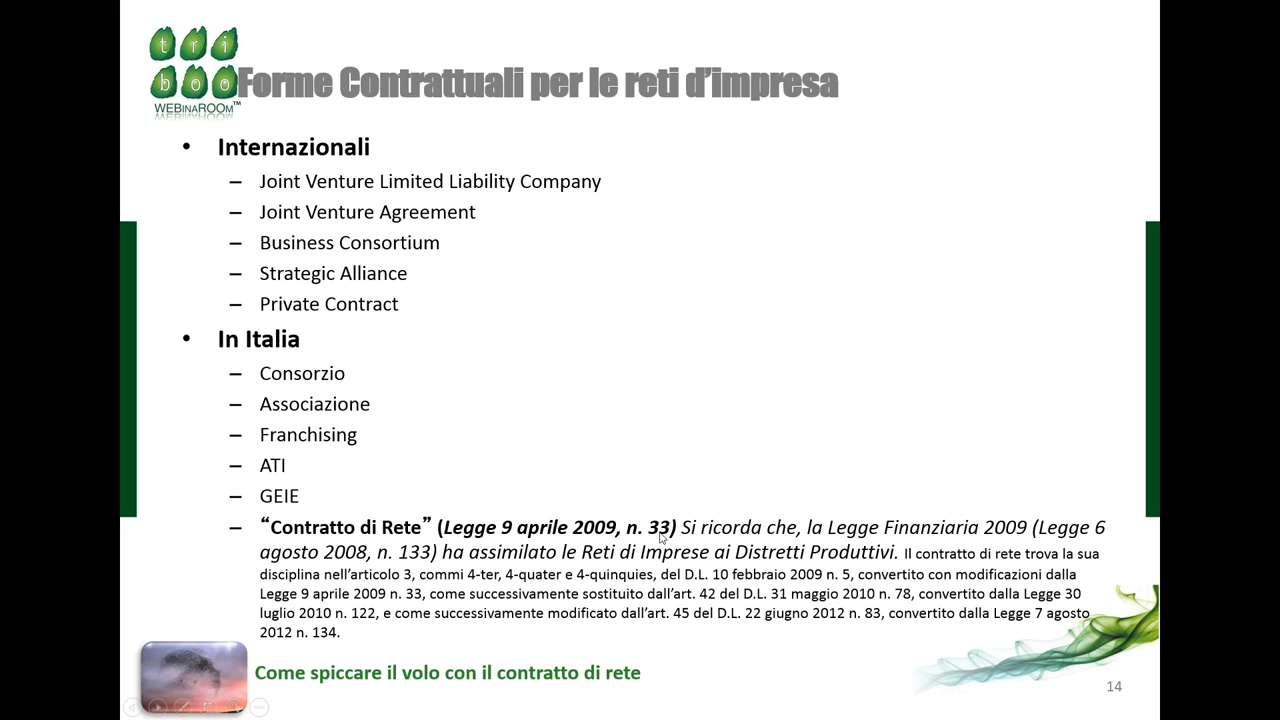 tri
boo
WEBINAROOM™
Forme Contrattuali per le reti d’impresa
• Internazionali
– Joint Venture Limited Liability Company
– Joint Venture Agreement
– Business Consortium
– Strategic Alliance
– Private Contract
• In Italia
– Consorzio
– Associazione
– Franchising
– ATI
– GEIE
– “Contratto di Rete” (Legge 9 aprile 2009, n. 33) Si ricorda che, la Legge Finanziaria 2009 (Legge 6
agosto 2008, n. 133) ha assimilato le Reti di Imprese ai Distretti Produttivi. Il contratto di rete trova la sua
disciplina nell’articolo 3, commi 4-ter, 4-quater e 4-quinquies, del D.L. 10 febbraio 2009 n. 5, convertito con modificazioni dalla
Legge 9 aprile 2009 n. 33, come successivamente sostituito dall’art. 42 del D.L. 31 maggio 2010 n. 78, convertito dalla Legge 30
luglio 2010 n. 122, e come successivamente modificato dall’art. 45 del D.L. 22 giugno 2012 n. 83, convertito dalla Legge 7 agosto
2012 n. 134.
Come spiccare il volo con il contratto di rete
14